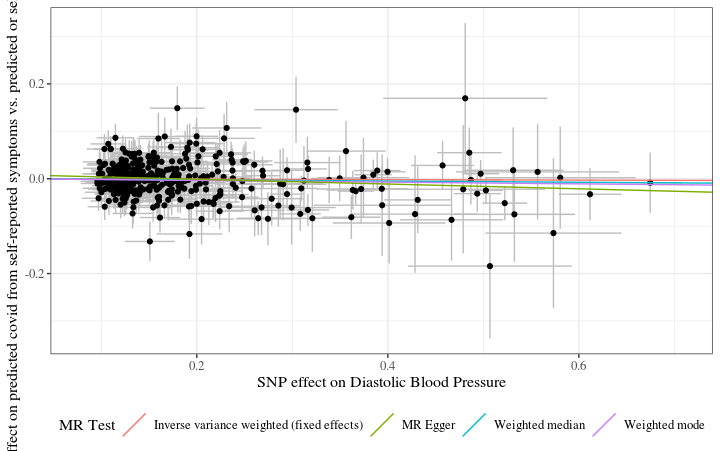 ffect on predicted covid from self-reported symptoms vs. predicted or se
0.2
0.0
-0.2
0.2
0.4
0.6
SNP effect on Diastolic Blood Pressure
MR Test
Inverse variance weighted (fixed effects)
MR Egger
Weighted median
Weighted mode